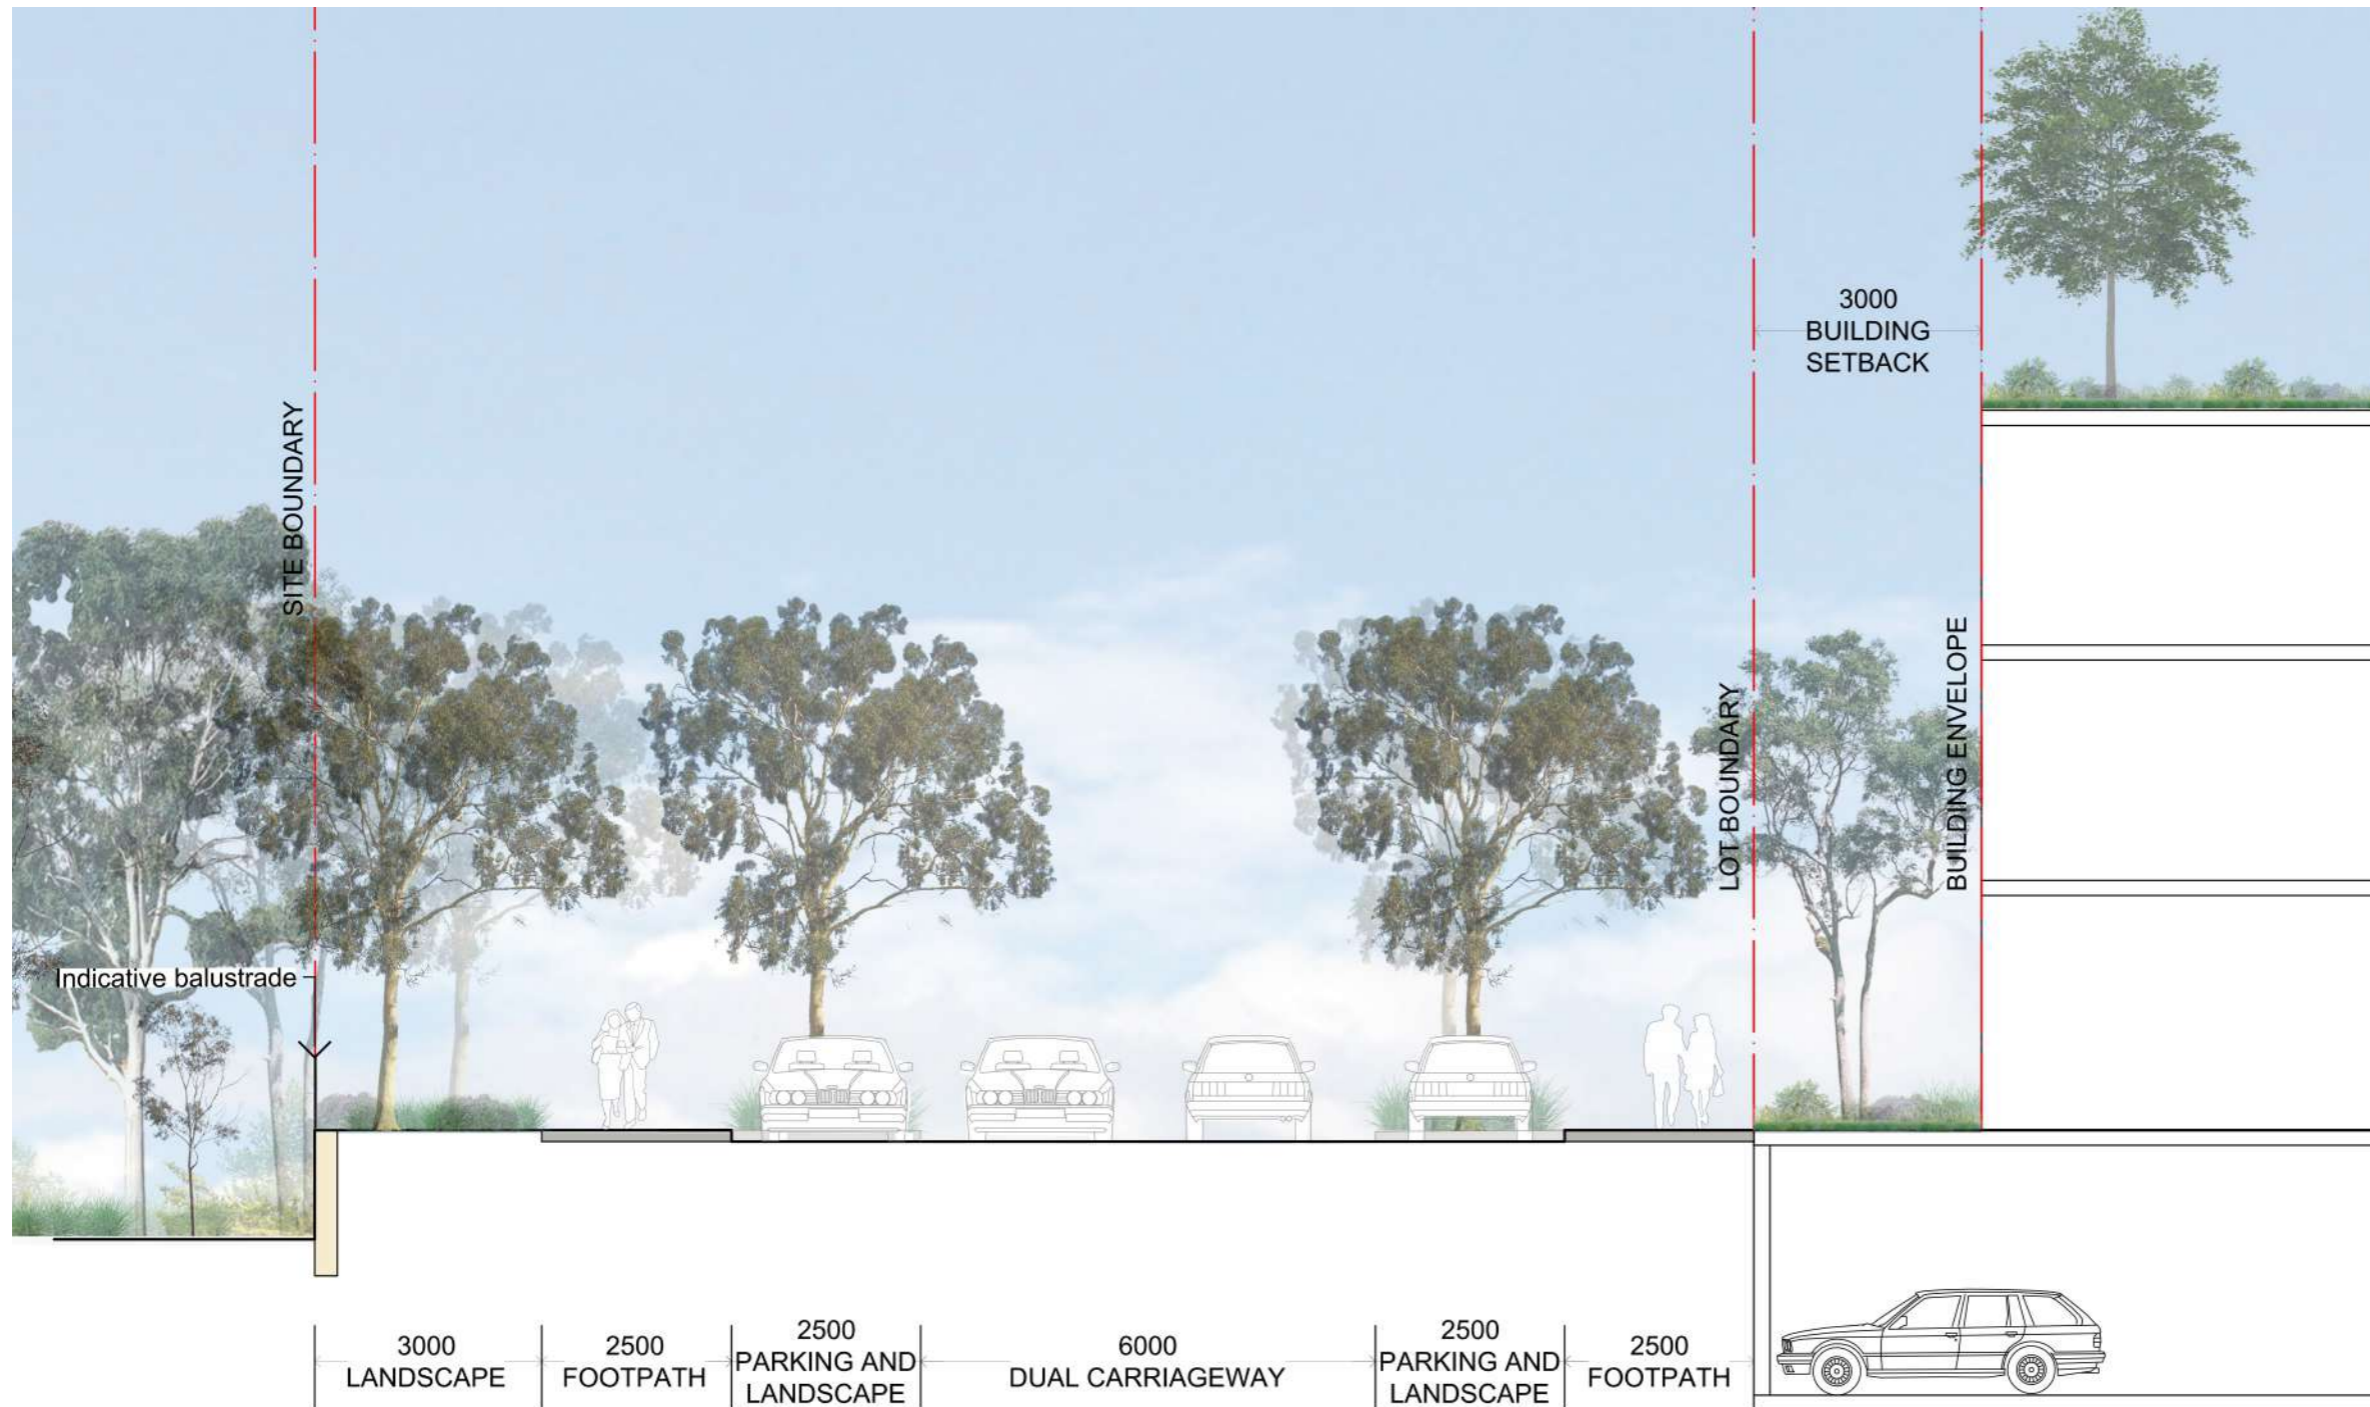 3000
BUILDING
SETBACK
SITE BOUNDARY
LOT BOUNDARY
BUILDING ENVELOPE
Indicative balustrade
3000
LANDSCAPE
2500
FOOTPATH
2500
PARKING AND
LANDSCAPE
6000
DUAL CARRIAGEWAY
2500
PARKING AND
LANDSCAPE
2500
FOOTPATH